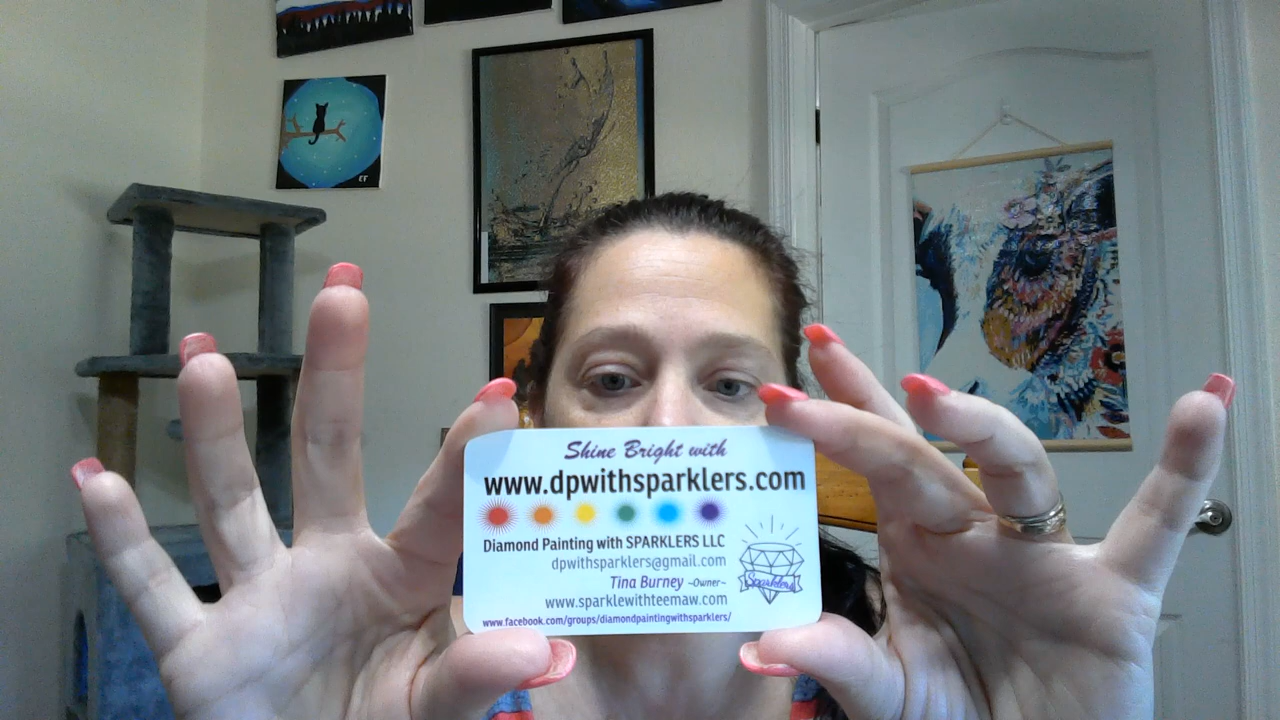 Shine Bright with
www.dpwithsparklers.com
Diamond Painting with SPARKLERS LLC
dpwithsparklers@gmail.com
Tina Burney ~Owner~
www.sparklewithteemaw.com
www.facebook.com/groups/diamondpaintingwithsparklers/
Sparklers